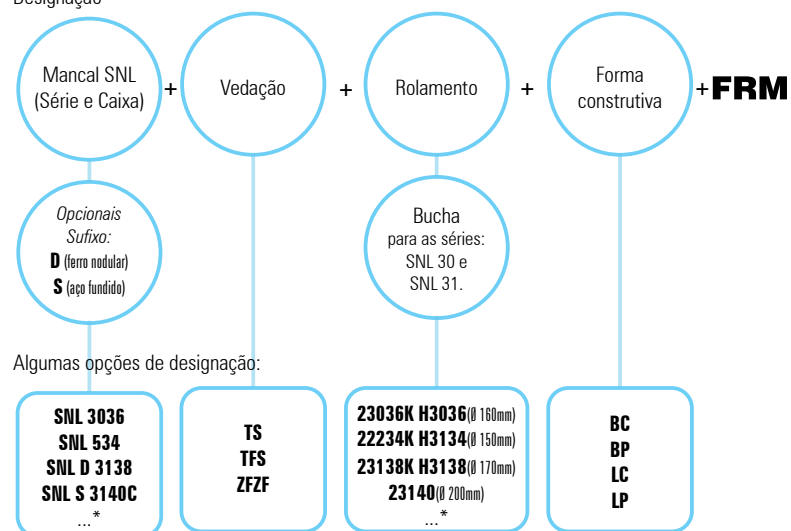 Designação
Mancal SNL
(Série e Caixa)
+
Vedação
+
Rolamento
+
Forma
construtiva
+FRM
Opcionais
Sufixo:
D (ferro nodular)
S (aço fundido)
Bucha
para as séries:
SNL 30 e
SNL 31.
Algumas opções de designação:
SNL 3036
SNL 534
SNL D 3138
SNL S 3140C
...*
TS
TFS
ZFZF
23036K H3036(Ø 160mm)
22234K H3134(Ø 150mm)
23138K H3138(Ø 170mm)
23140(Ø 200mm)
...*
BC
BP
LC
LP